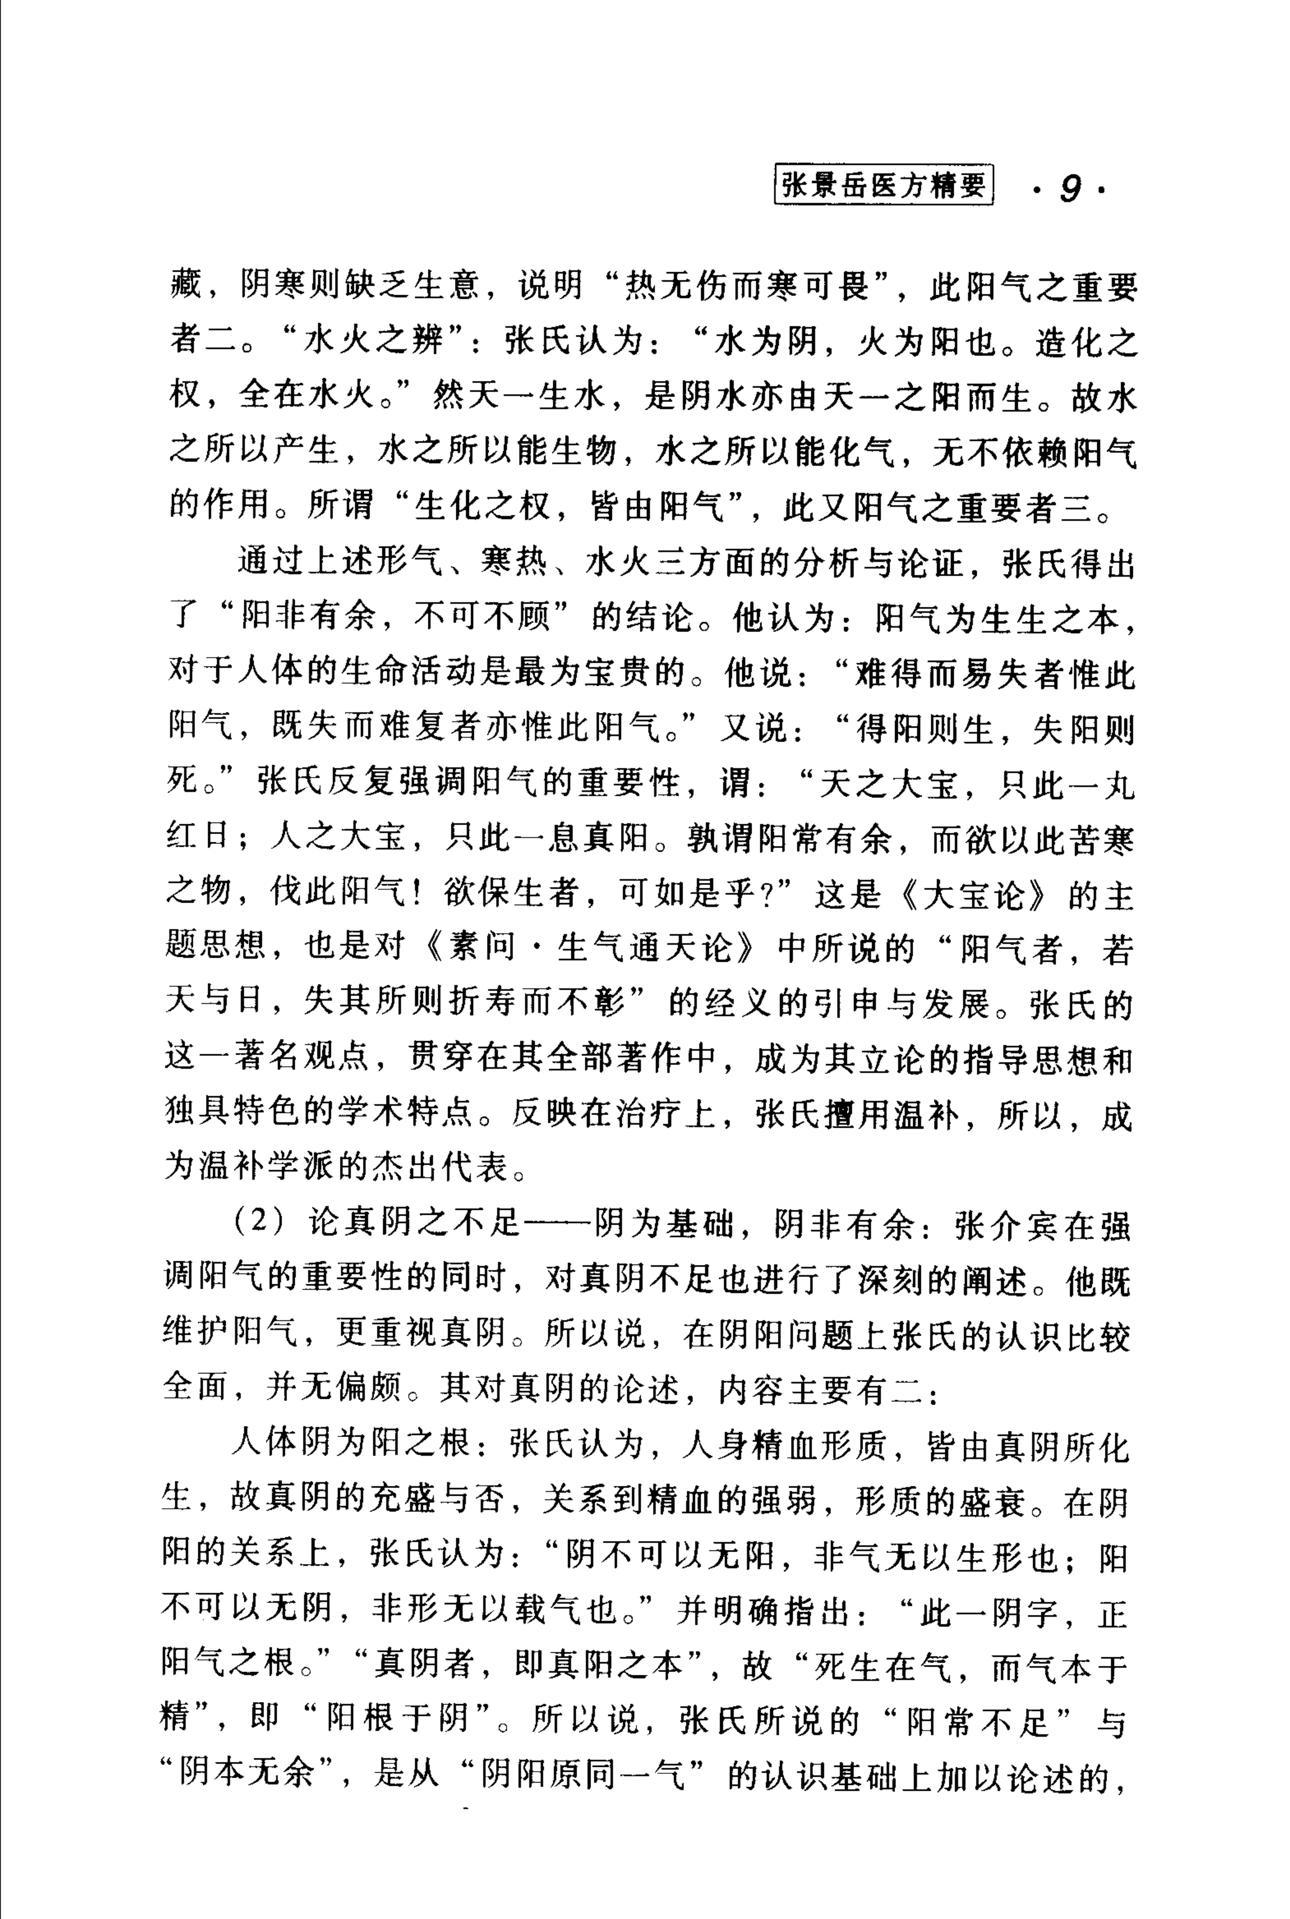 张景岳医方精要 ·9·
藏，阴寒则缺乏生意，说明“热无伤而寒可畏”，此阳气之重要
者二。“水火之辨”：张氏认为：“水为阴，火为阳也。造化之
权，全在水火。”然天一生水，是阴水亦由天一之阳而生。故水
之所以产生，水之所以能生物，水之所以能化气，无不依赖阳气
的作用。所谓“生化之权，皆由阳气”，此又阳气之重要者三。
通过上述形气、寒热、水火三方面的分析与论证，张氏得出
了“阳非有余，不可不顾”的结论。他认为：阳气为生生之本，
对于人体的生命活动是最为宝贵的。他说：“难得而易失者惟此
阳气，既失而难复者亦惟此阳气。”又说：“得阳则生，失阳则
死。”张氏反复强调阳气的重要性，谓：“天之大宝，只此一丸
红日；人之大宝，只此一息真阳。孰谓阳常有余，而欲以此苦寒
之物，伐此阳气！欲保生者，可如是乎？”这是《大宝论》的主
题思想，也是对《素问·生气通天论》中所说的“阳气者，若
天与日，失其所则折寿而不彰”的经义的引申与发展。张氏的
这一著名观点，贯穿在其全部著作中，成为其立论的指导思想和
独具特色的学术特点。反映在治疗上，张氏擅用温补，所以，成
为温补学派的杰出代表。
（2）论真阴之不足——阴为基础，阴非有余：张介宾在强
调阳气的重要性的同时，对真阴不足也进行了深刻的阐述。他既
维护阳气，更重视真阴。所以说，在阴阳问题上张氏的认识比较
全面，并无偏颇。其对真阴的论述，内容主要有二：
人体阴为阳之根：张氏认为，人身精血形质，皆由真阴所化
生，故真阴的充盛与否，关系到精血的强弱，形质的盛衰。在阴
阳的关系上，张氏认为：“阴不可以无阳，非气无以生形也；阳
不可以无阴，非形无以载气也。”并明确指出：“此一阴字，正
阳气之根。”“真阴者，即真阳之本”，故“死生在气，而气本于
精”，即“阳根于阴”。所以说，张氏所说的“阳常不足”与
“阴本无余”，是从“阴阳原同一气”的认识基础上加以论述的，